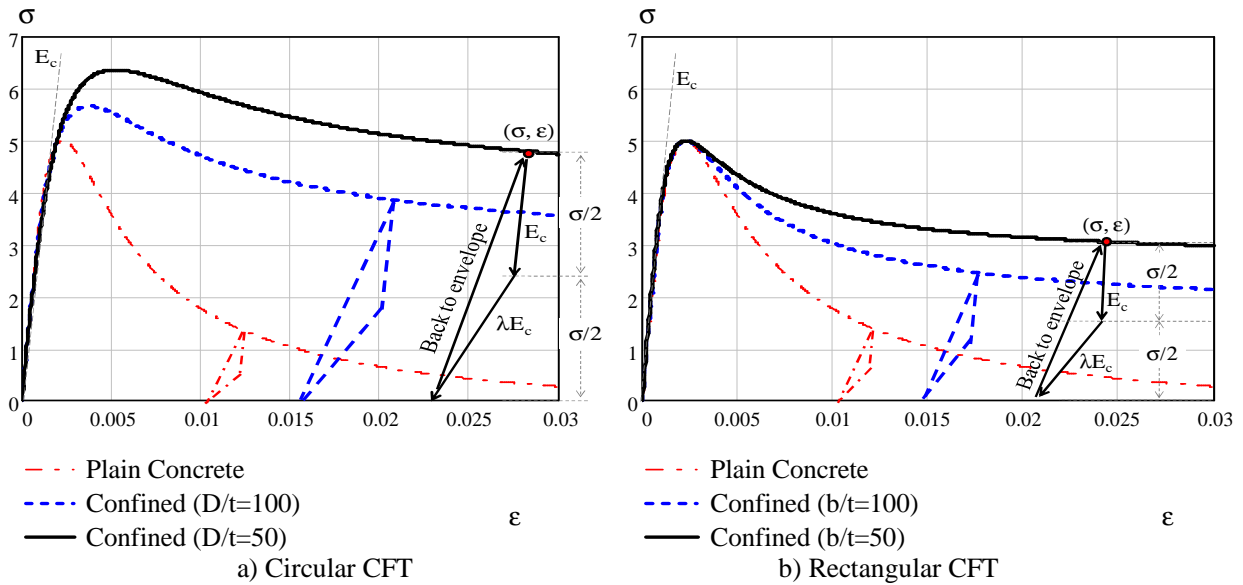 σ
7
6
5
4
3
2
1
0
0 0.005 0.01 0.015 0.02 0.025 0.03
E_c
(σ, ε)
σ/2
E_c
Back to envelope
λE_c
σ/2
Plain Concrete
Confined (D/t=100)
Confined (D/t=50)
ε
a) Circular CFT
σ
7
6
5
4
3
2
1
0
0 0.005 0.01 0.015 0.02 0.025 0.03
E_c
(σ, ε)
σ/2
E_c
Back to envelope
λE_c
σ/2
Plain Concrete
Confined (b/t=100)
Confined (b/t=50)
ε
b) Rectangular CFT